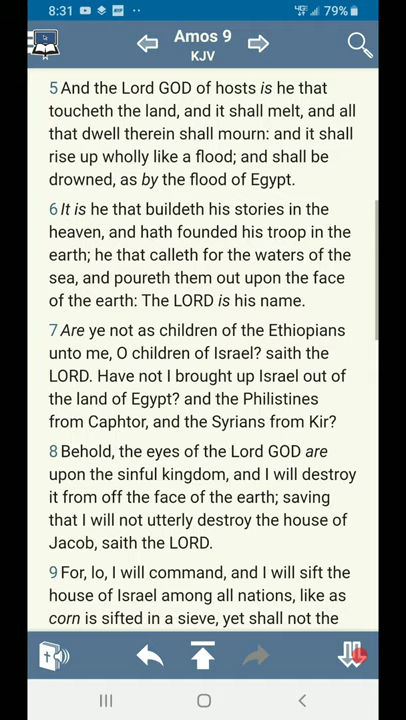 8:31
79%
Amos 9
KJV
5 And the Lord GOD of hosts is he that
toucheth the land, and it shall melt, and all
that dwell therein shall mourn: and it shall
rise up wholly like a flood; and shall be
drowned, as by the flood of Egypt.
6 It is he that buildeth his stories in the
heaven, and hath founded his troop in the
earth; he that calleth for the waters of the
sea, and poureth them out upon the face
of the earth: The LORD is his name.
7 Are ye not as children of the Ethiopians
unto me, O children of Israel? saith the
LORD. Have not I brought up Israel out of
the land of Egypt? and the Philistines
from Caphtor, and the Syrians from Kir?
8 Behold, the eyes of the Lord GOD are
upon the sinful kingdom, and I will destroy
it from off the face of the earth; saving
that I will not utterly destroy the house of
Jacob, saith the LORD.
9 For, lo, I will command, and I will sift the
house of Israel among all nations, like as
corn is sifted in a sieve, yet shall not the